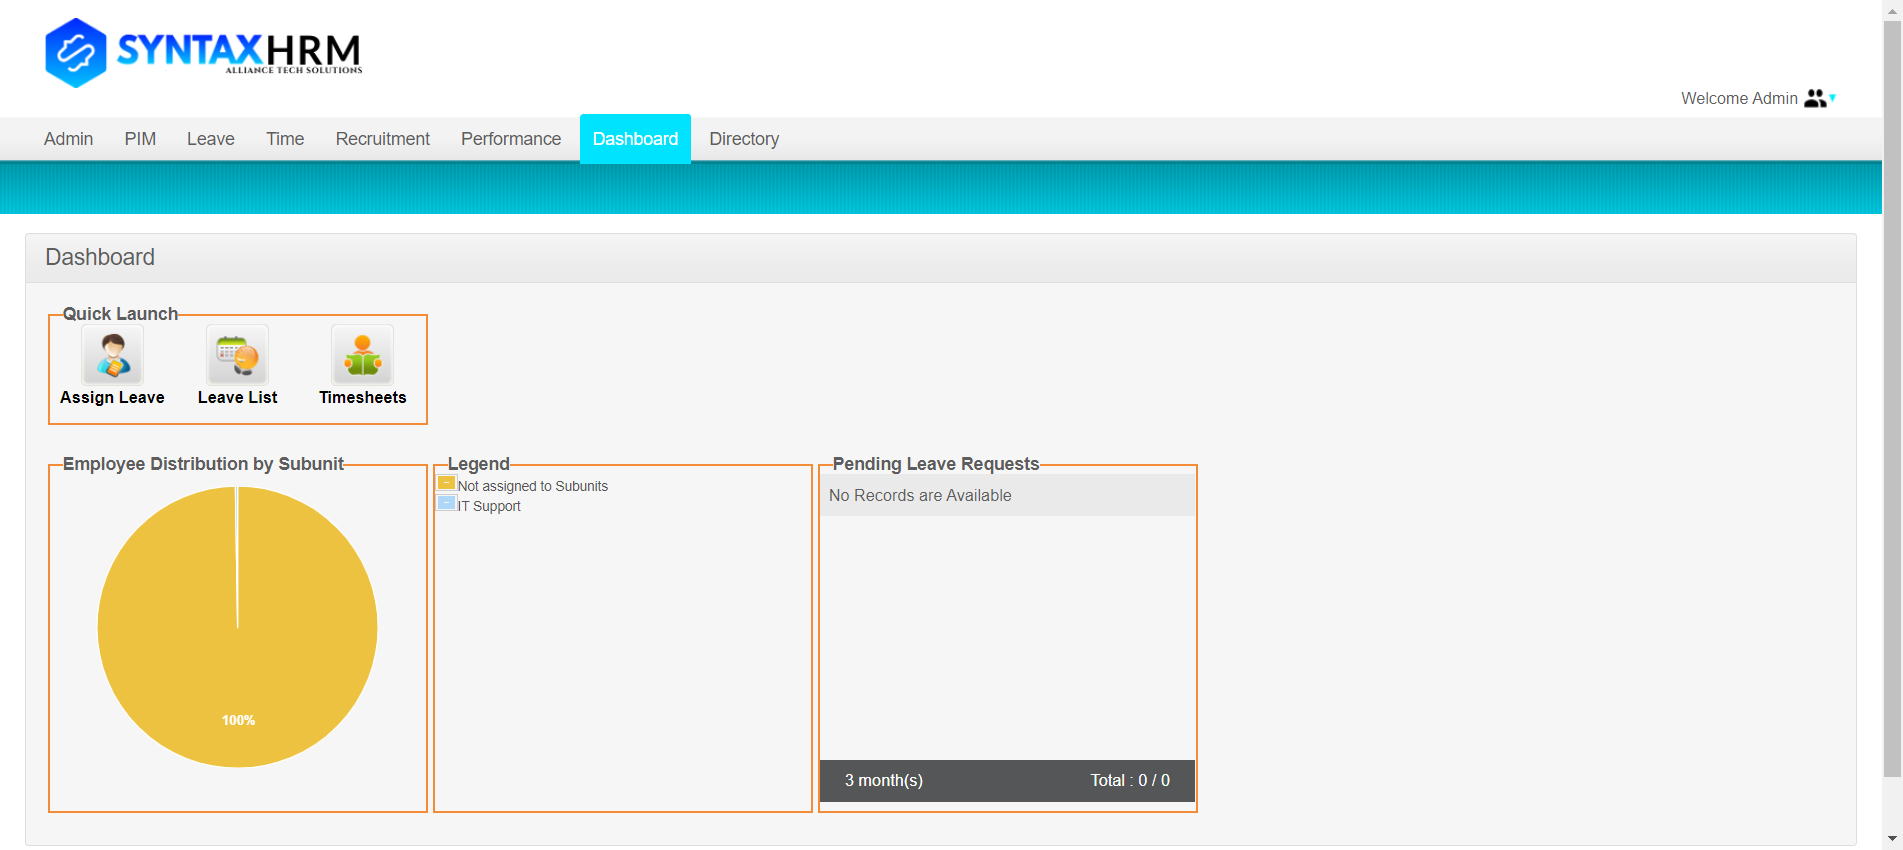 SYNTAXHRM
ALLIANCE TECH SOLUTIONS
Welcome Admin
Admin PIM Leave Time Recruitment Performance Dashboard Directory
Dashboard
Quick Launch
Assign Leave Leave List Timesheets
Employee Distribution by Subunit
100%
Legend
Not assigned to Subunits
IT Support
Pending Leave Requests
No Records are Available
3 month(s) Total : 0 / 0